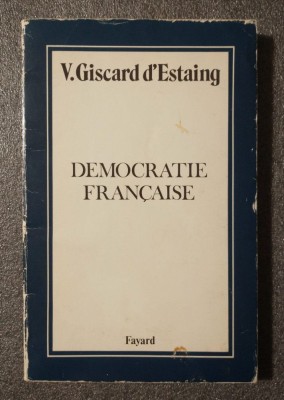 V.Giscard d'Estaing
DEMOCRATIE
FRANÇAISE
Fayard